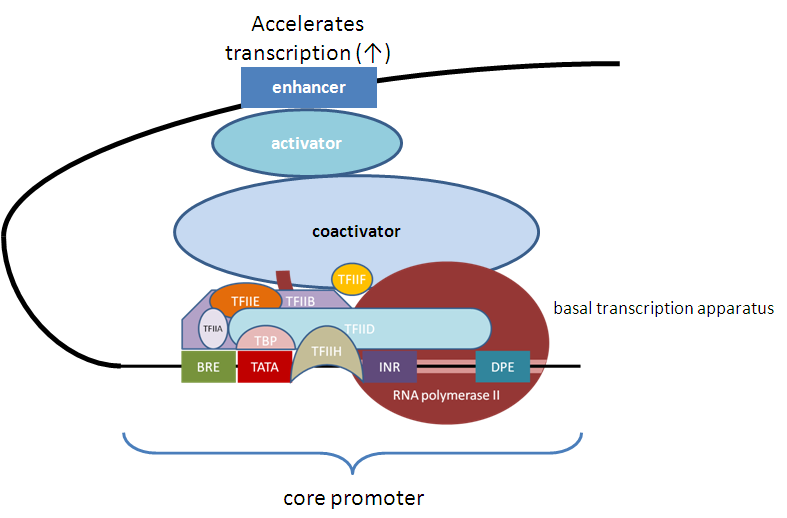 Accelerates
transcription (↑)
enhancer
activator
coactivator
TFIIF
TFIIE
TFIIB
basal transcription apparatus
TFIIA
TFIID
TBP
TFIIH
BRE
TATA
INR
DPE
RNA polymerase II
core promoter